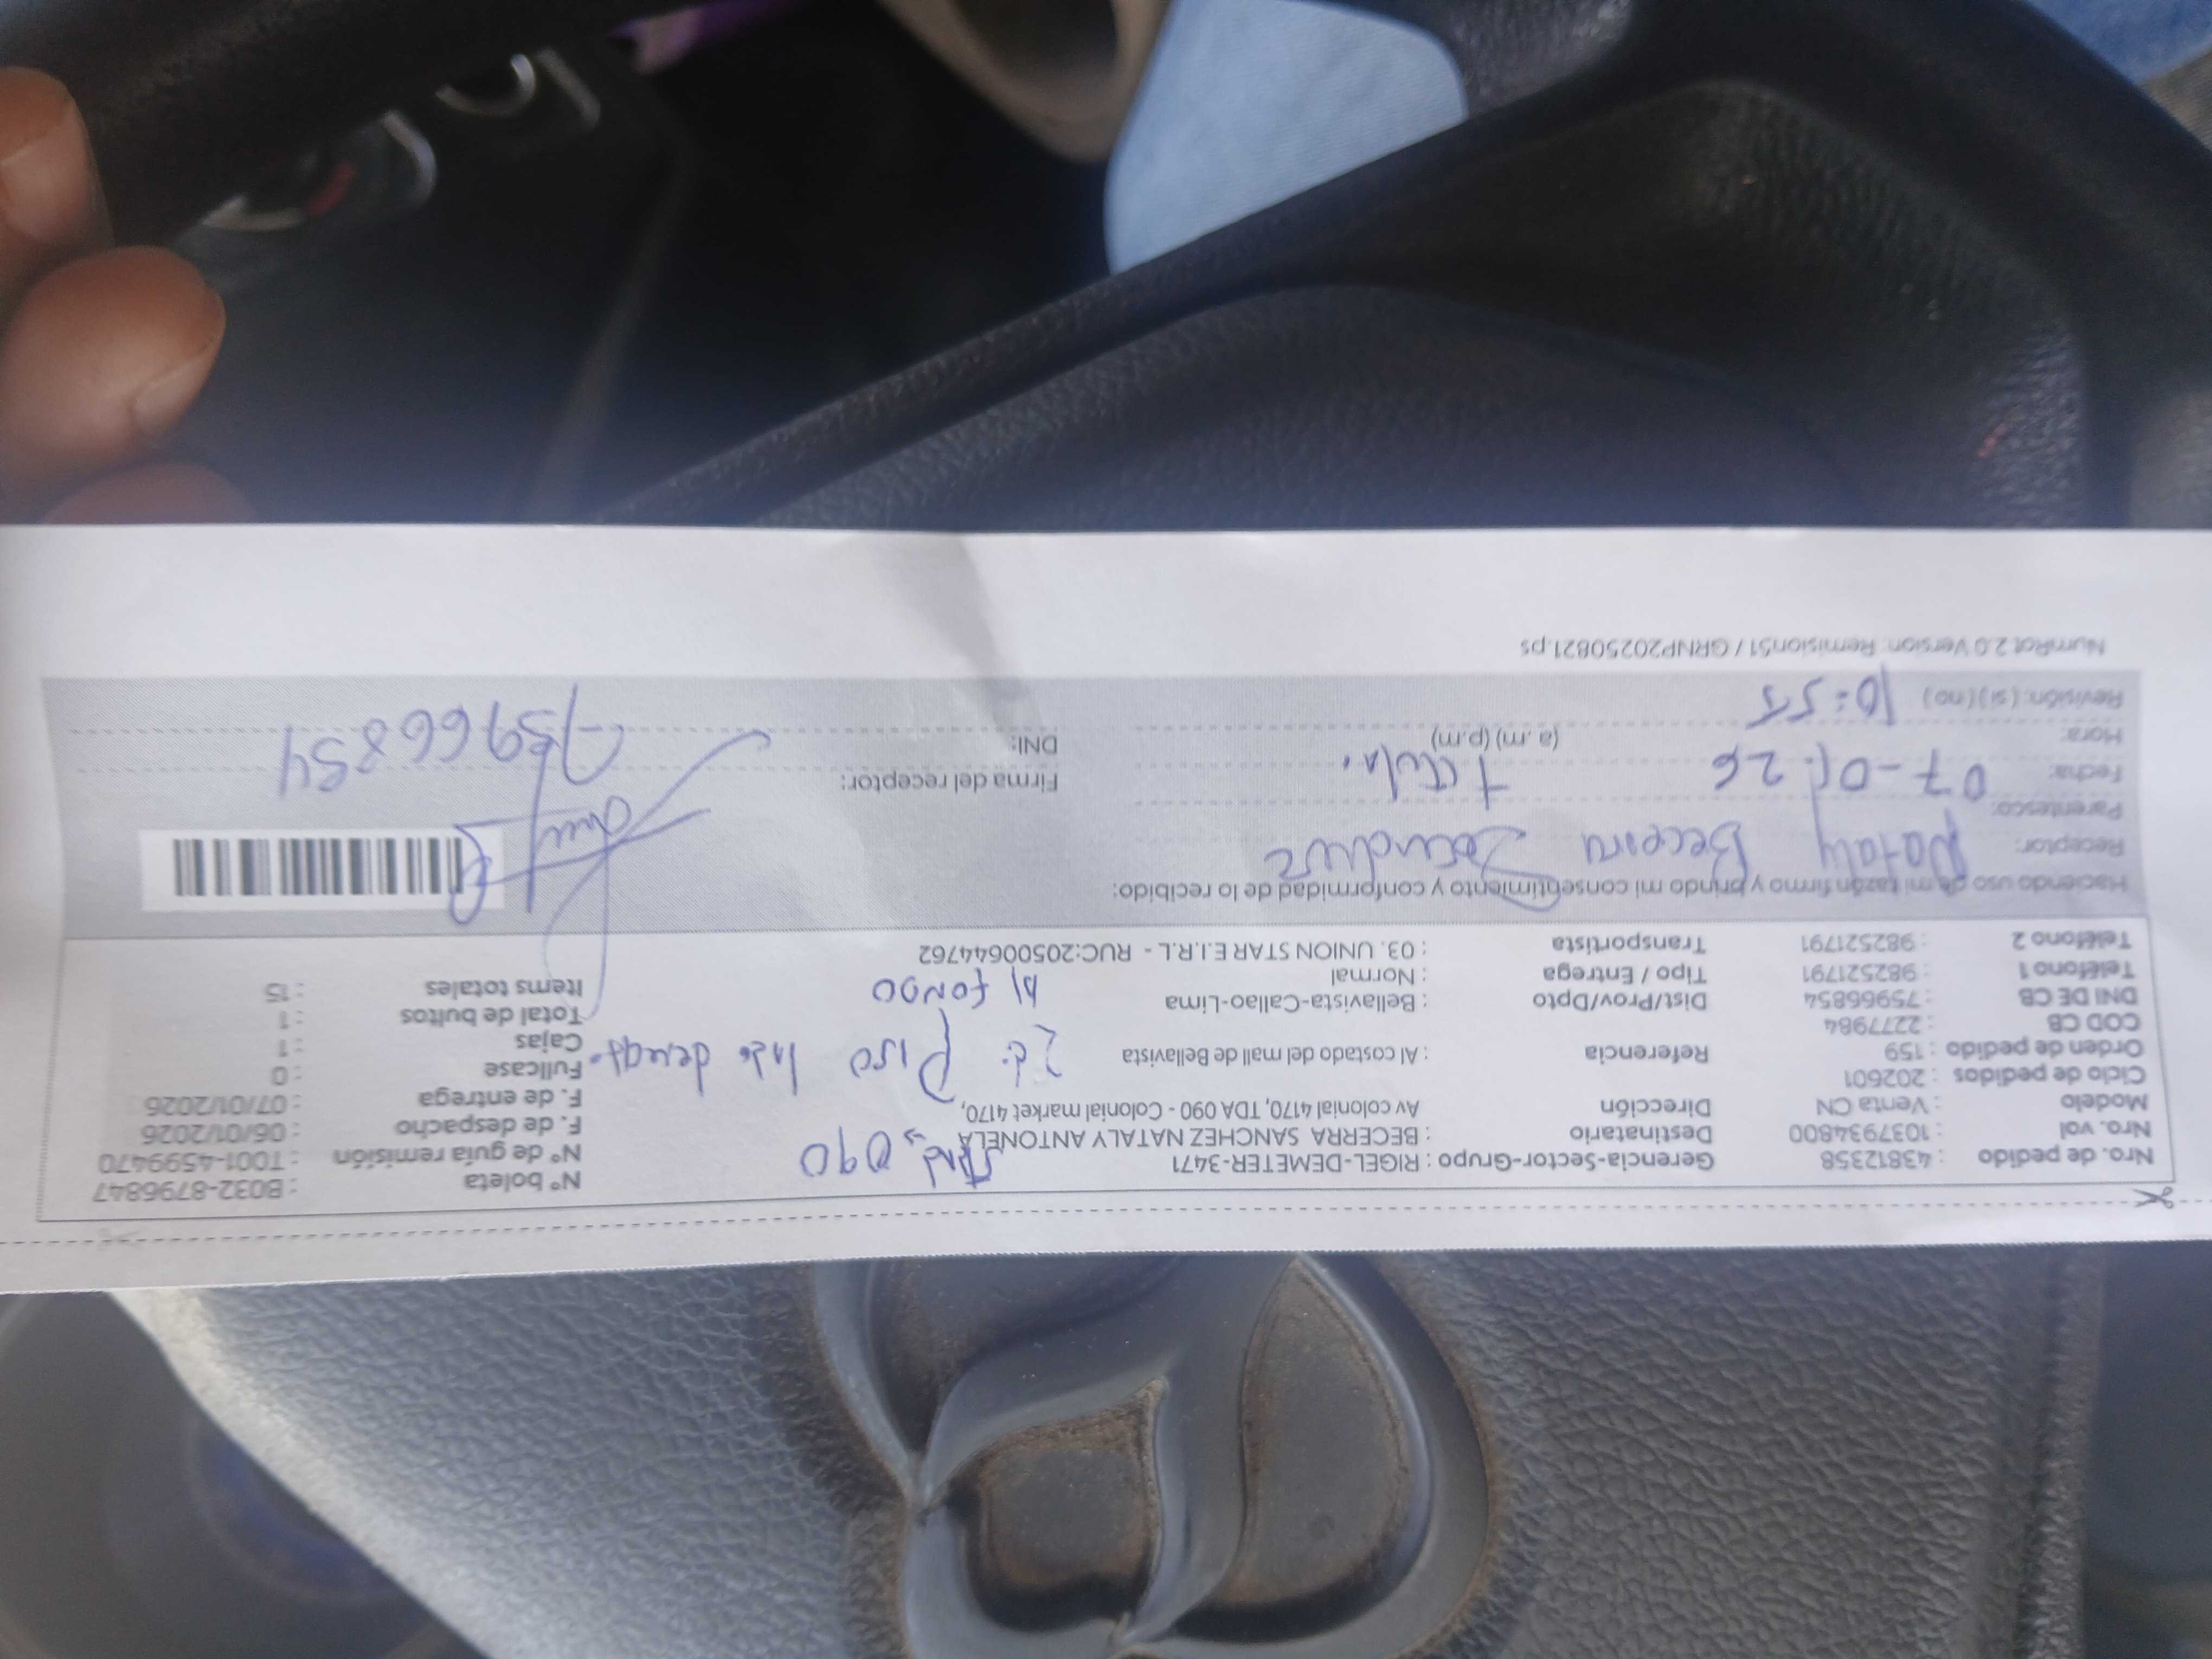 Nro. de pedido : 43812358 Gerencia-Sector-Grupo : RIGEL-DEMETER-3471 Nº boleta : B032-8796847
Nro. vol : 1037934800 Destinatario : BECERRA SANCHEZ NATALY ANTONELA 090 Nº de guía remisión : T001-4599470
Modelo : Venta CN Dirección Av colonial 4170, TDA 090 - Colonial market 4170, F. de despacho : 06/01/2026
Ciclo de pedidos : 202601 F. de entrega : 07/01/2026
Orden de pedido : 159 Referencia : Al costado del mall de Bellavista 2do Piso Fullcase : 0
COD CB : 2277984 Cajas : 1
DNI DE CB : 75966854 Dist/Prov/Dpto : Bellavista-Callao-Lima Al FONDO Total de bultos : 1
Teléfono 1 : 982521791 Tipo / Entrega : Normal Items totales : 15
Teléfono 2 : 982521791 Transportista : 03. UNION STAR E.I.R.L - RUC:20500644762
Haciendo uso de mi razón firmo y brindo mi consentimiento y conformidad de lo recibido:
Receptor: Nataly Becerra
Parentesco:
Fecha: 07-01-26 Firma del receptor:
Hora: (a.m) (p.m) DNI: 75966854
Revisión: (si) (no) 10:55
NumRot 2.0 Version: Remision51 / GRNP20250821.ps